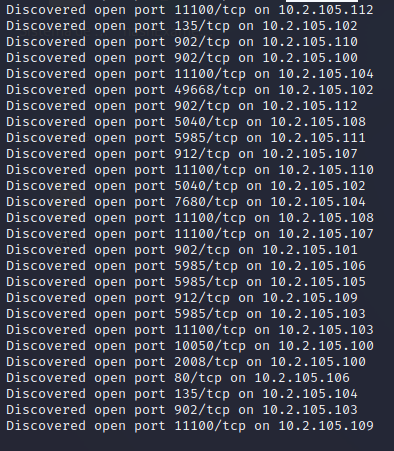 Discovered open port 11100/tcp on 10.2.105.112
Discovered open port 135/tcp on 10.2.105.102
Discovered open port 902/tcp on 10.2.105.110
Discovered open port 902/tcp on 10.2.105.100
Discovered open port 11100/tcp on 10.2.105.104
Discovered open port 49668/tcp on 10.2.105.102
Discovered open port 902/tcp on 10.2.105.112
Discovered open port 5040/tcp on 10.2.105.108
Discovered open port 5985/tcp on 10.2.105.111
Discovered open port 912/tcp on 10.2.105.107
Discovered open port 11100/tcp on 10.2.105.110
Discovered open port 5040/tcp on 10.2.105.102
Discovered open port 7680/tcp on 10.2.105.104
Discovered open port 11100/tcp on 10.2.105.108
Discovered open port 11100/tcp on 10.2.105.107
Discovered open port 902/tcp on 10.2.105.101
Discovered open port 5985/tcp on 10.2.105.106
Discovered open port 5985/tcp on 10.2.105.105
Discovered open port 912/tcp on 10.2.105.109
Discovered open port 5985/tcp on 10.2.105.103
Discovered open port 11100/tcp on 10.2.105.103
Discovered open port 10050/tcp on 10.2.105.100
Discovered open port 2008/tcp on 10.2.105.100
Discovered open port 80/tcp on 10.2.105.106
Discovered open port 135/tcp on 10.2.105.104
Discovered open port 902/tcp on 10.2.105.103
Discovered open port 11100/tcp on 10.2.105.109